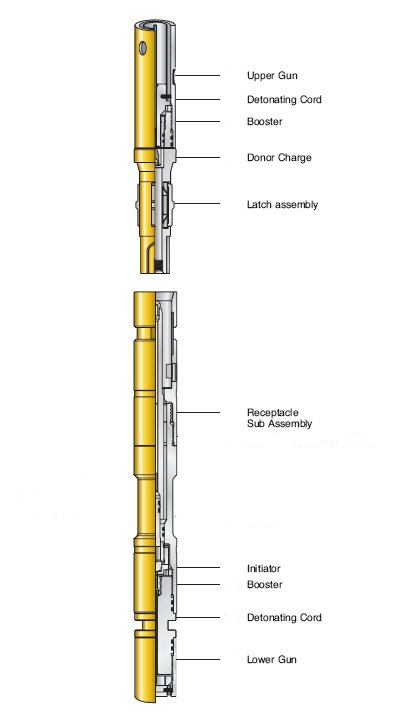 Upper Gun
Detonating Cord
Booster
Donor Charge
Latch assembly
Receptacle
Sub Assembly
Initiator
Booster
Detonating Cord
Lower Gun